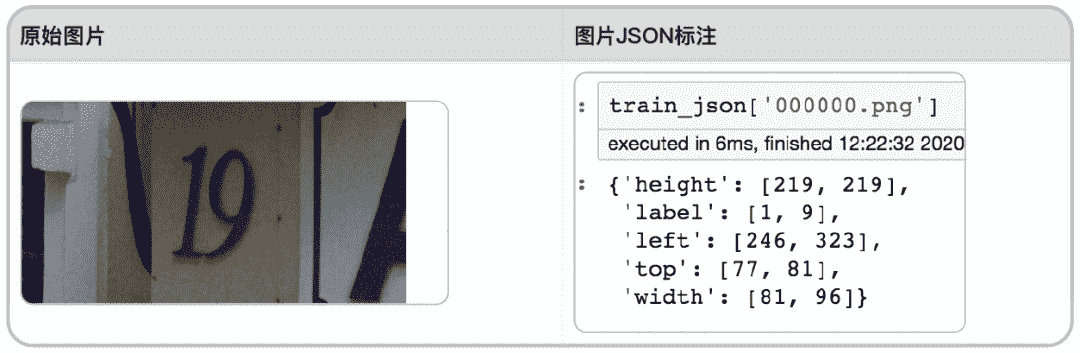 原始图片
图片JSON标注
19
A
: train_json['000000.png']
executed in 6ms, finished 12:22:32 2020
: {'height': [219, 219],
'label': [1, 9],
'left': [246, 323],
'top': [77, 81],
'width': [81, 96]}